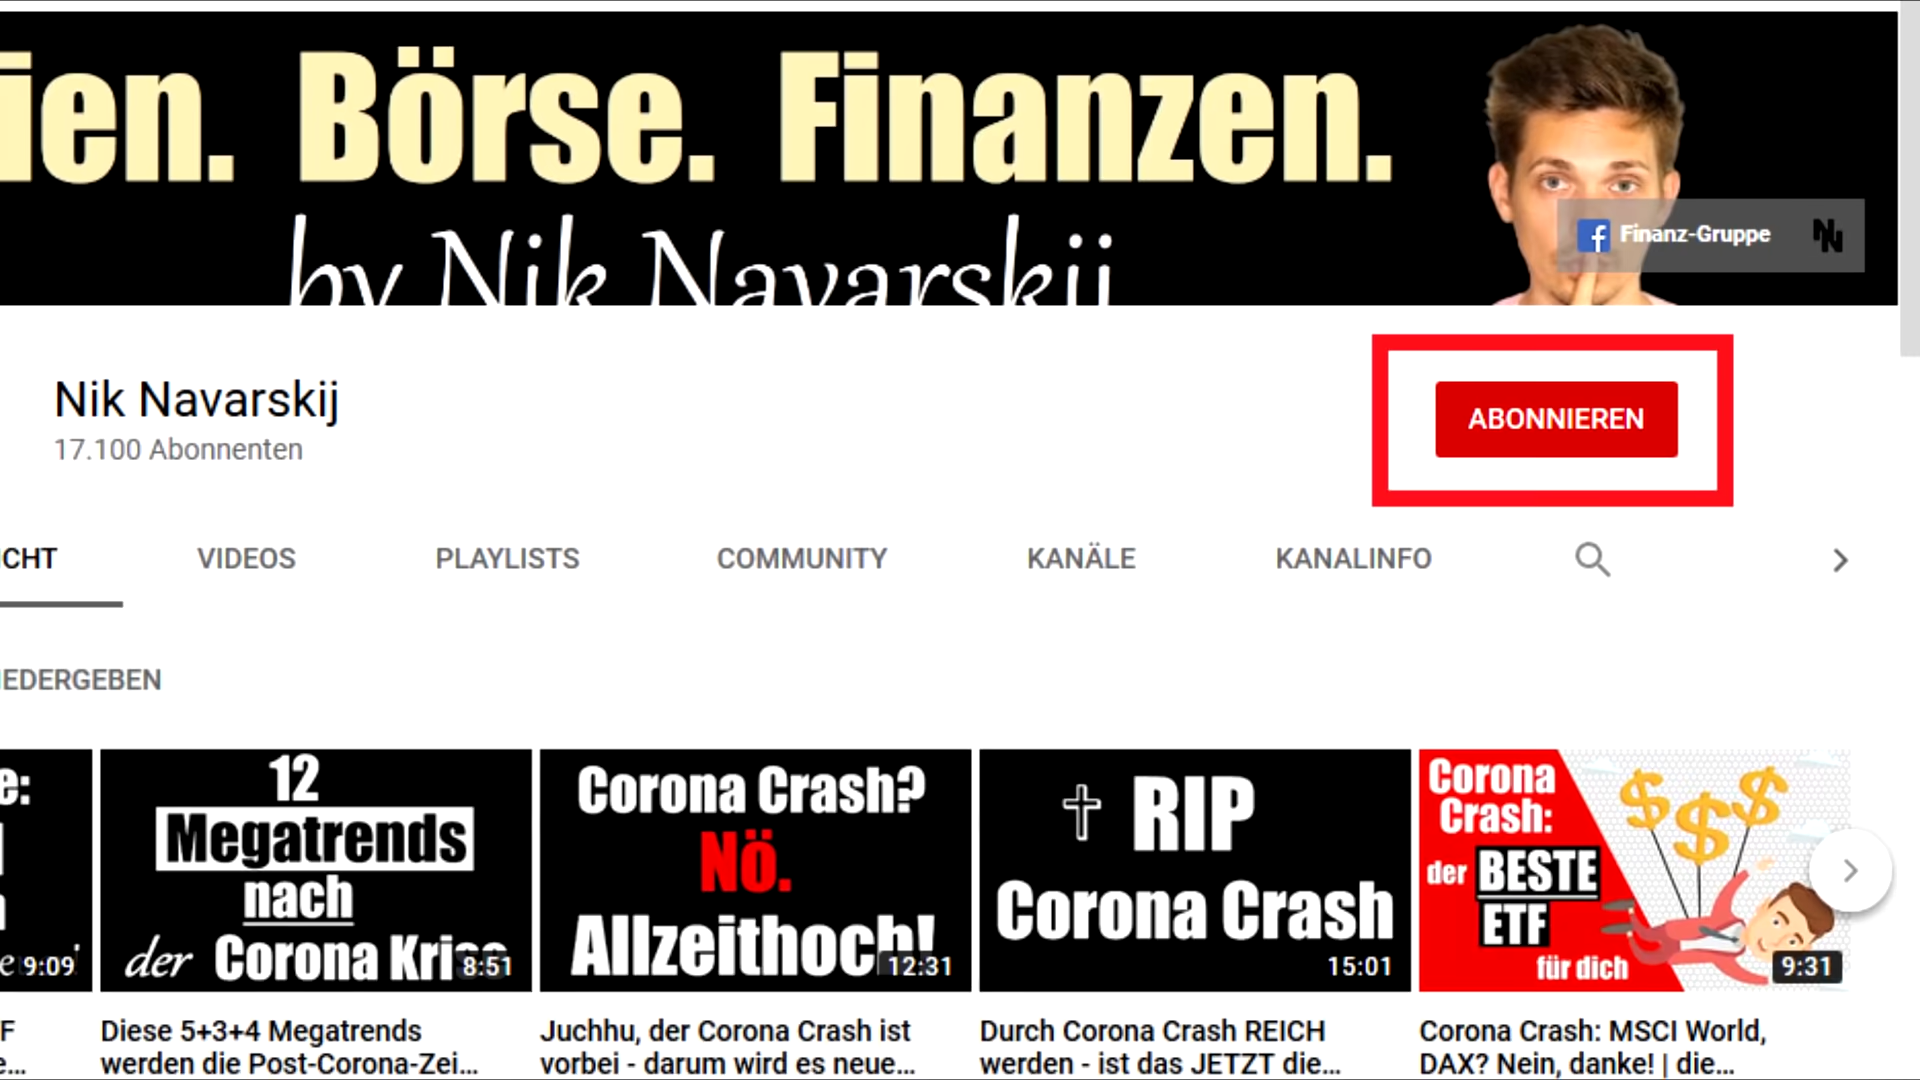 ien. Börse. Finanzen.
by Nik Navarskij
Finanz-Gruppe
Nik Navarskij
17.100 Abonnenten
ABONNIEREN
CHT VIDEOS PLAYLISTS COMMUNITY KANÄLE KANALINFO
IEDERGEBEN
e:
9:09
12
Megatrends
nach
der Corona Krise
8:51
Corona Crash?
Nö.
Allzeithoch!
12:31
RIP
Corona Crash
15:01
Corona
Crash:
der BESTE
ETF
für dich
9:31
F
e...
Diese 5+3+4 Megatrends
werden die Post-Corona-Zei...
Juchhu, der Corona Crash ist
vorbei - darum wird es neue...
Durch Corona Crash REICH
werden - ist das JETZT die...
Corona Crash: MSCI World,
DAX? Nein, danke! | die...